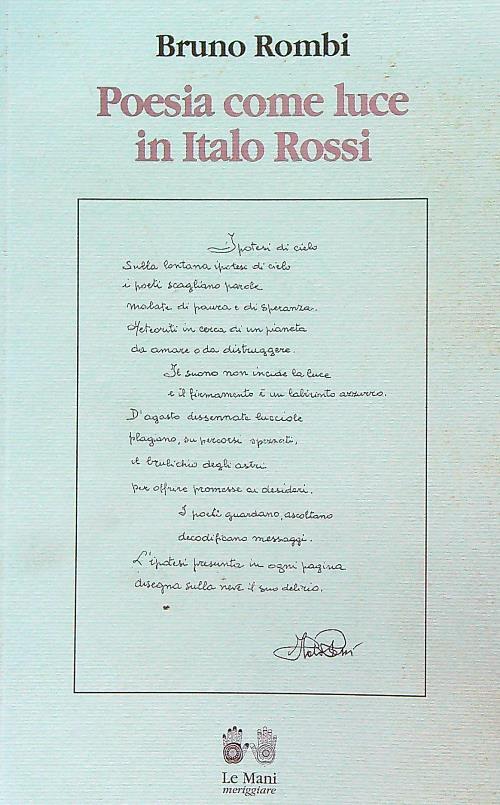 Bruno Rombi
Poesia come luce
in Italo Rossi
Ipotesi di cielo
Sulla lontana ipotesi di cielo
i poeti scagliano parole
malate di paura e di speranza.
Meteoriti in cerca di un pianeta
da amare o da distruggere.
Il suono non incide la luce
e il firmamento è un labirinto azzurro.
D'agosto dissennate lucciole
plagiano, su percorsi spezzati,
il brulichio degli astri
per offrire promesse ai desideri.
I poeti guardano, ascoltano
decodificano messaggi.
L'ipotesi presunta in ogni pagina
disegna sulla neve il suo delirio.
Italo Rossi
Le Mani
meriggiare